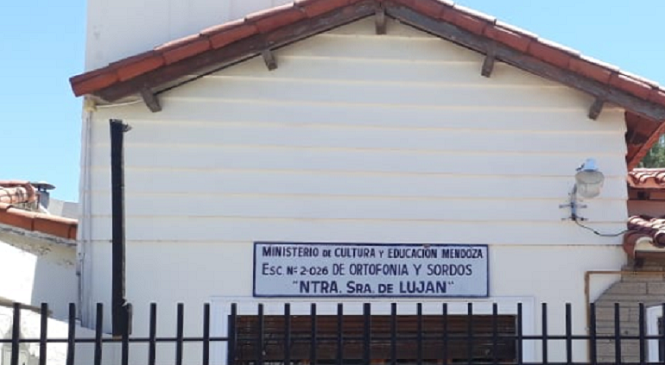 MINISTERIO DE CULTURA Y EDUCACIÓN MENDOZA
ESC. Nº 2-026 DE ORTOFONIA Y SORDOS
"NTRA. SRA. DE LUJAN"